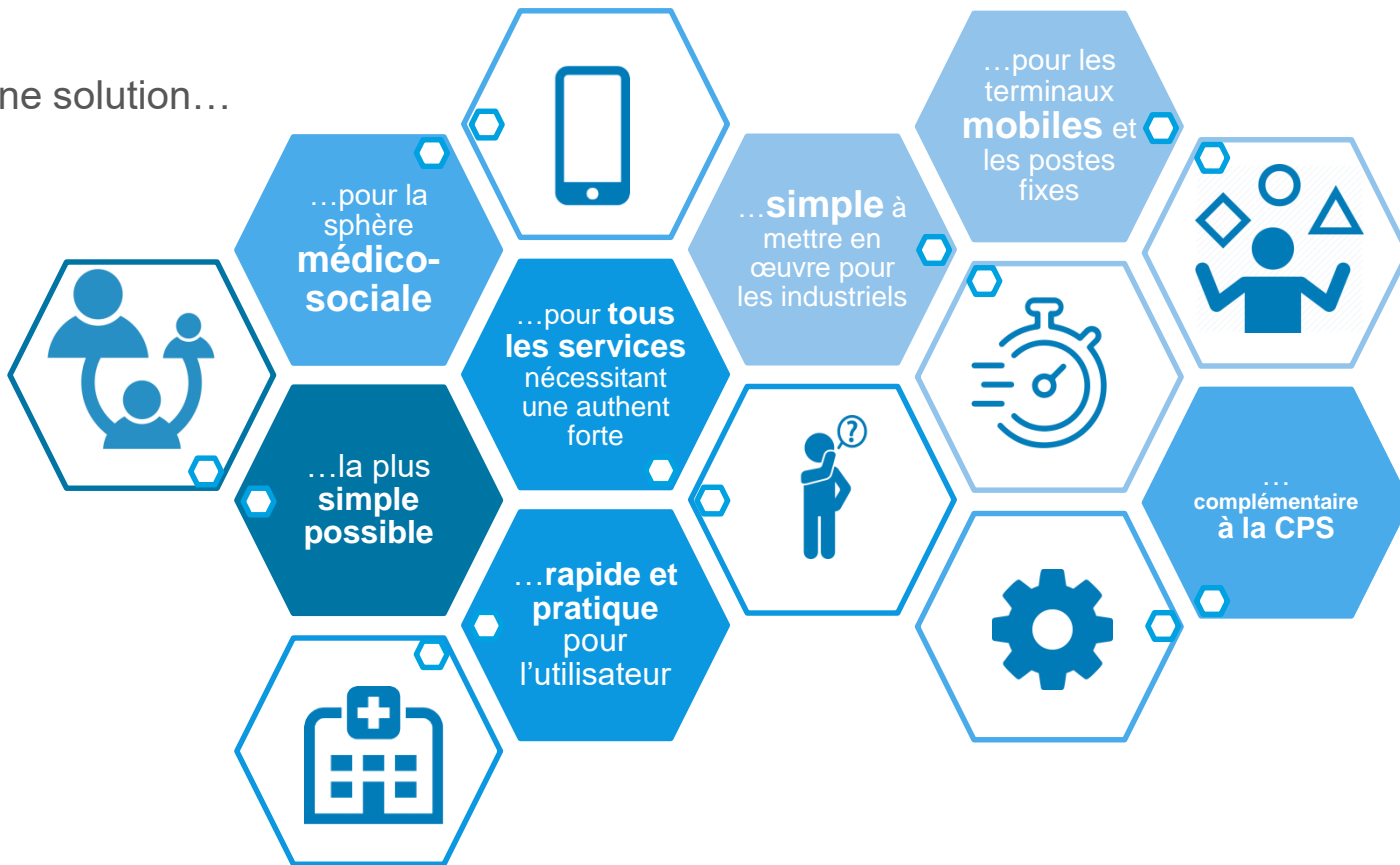 ne solution…
…pour la
sphère
médico-
sociale
…la plus
simple
possible
…pour tous
les services
nécessitant
une authent
forte
…rapide et
pratique
pour
l’utilisateur
…simple à
mettre en
œuvre pour
les industriels
?
…pour les
terminaux
mobiles et
les postes
fixes
…
complémentaire
à la CPS